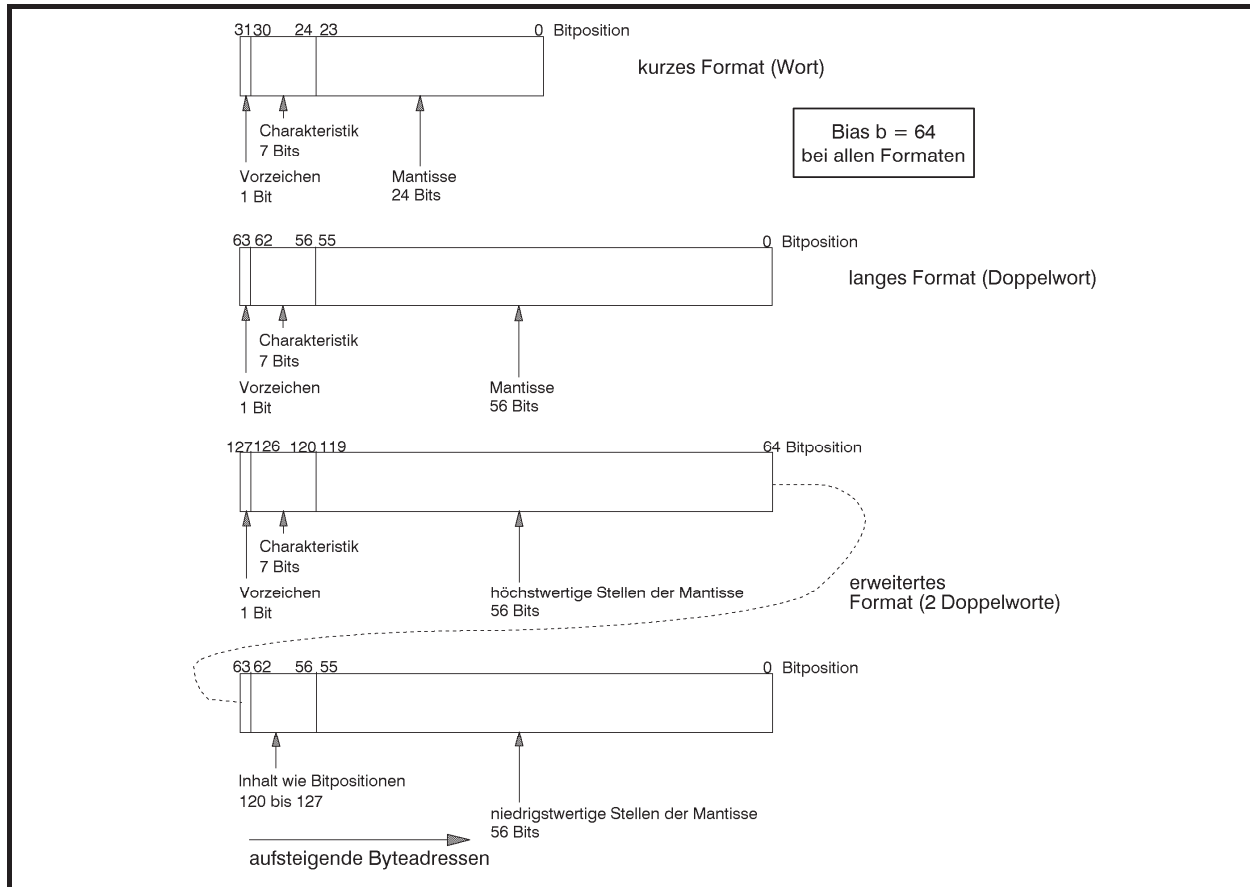 31 30 24 23 0 Bitposition
kurzes Format (Wort)
Bias b = 64
bei allen Formaten
Charakteristik
7 Bits
Vorzeichen
1 Bit
Mantisse
24 Bits
63 62 56 55 0 Bitposition
langes Format (Doppelwort)
Charakteristik
7 Bits
Vorzeichen
1 Bit
Mantisse
56 Bits
127 126 120 119 64 Bitposition
Charakteristik
7 Bits
Vorzeichen
1 Bit
höchstwertige Stellen der Mantisse
56 Bits
erweitertes
Format (2 Doppelworte)
63 62 56 55 0 Bitposition
Inhalt wie Bitpositionen
120 bis 127
niedrigstwertige Stellen der Mantisse
56 Bits
aufsteigende Byteadressen